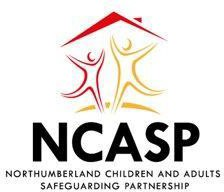 NCASP
NORTHUMBERLAND CHILDREN AND ADULTS
SAFEGUARDING PARTNERSHIP